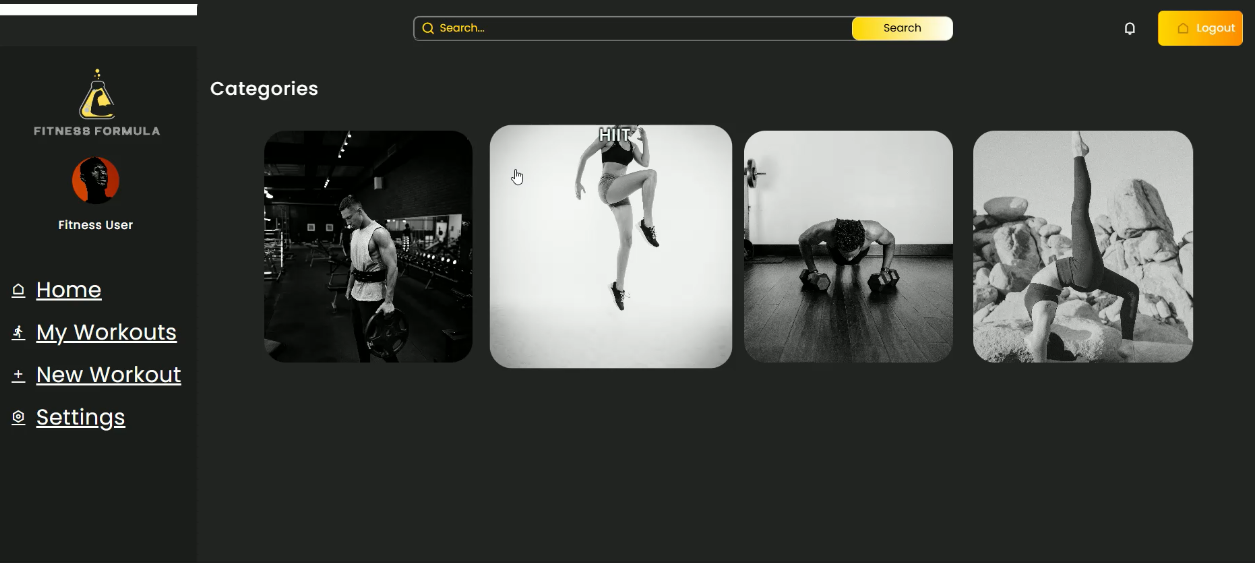 Search...
Search
Logout
FITNESS FORMULA
Fitness User
Home
My Workouts
New Workout
Settings
Categories
HIIT